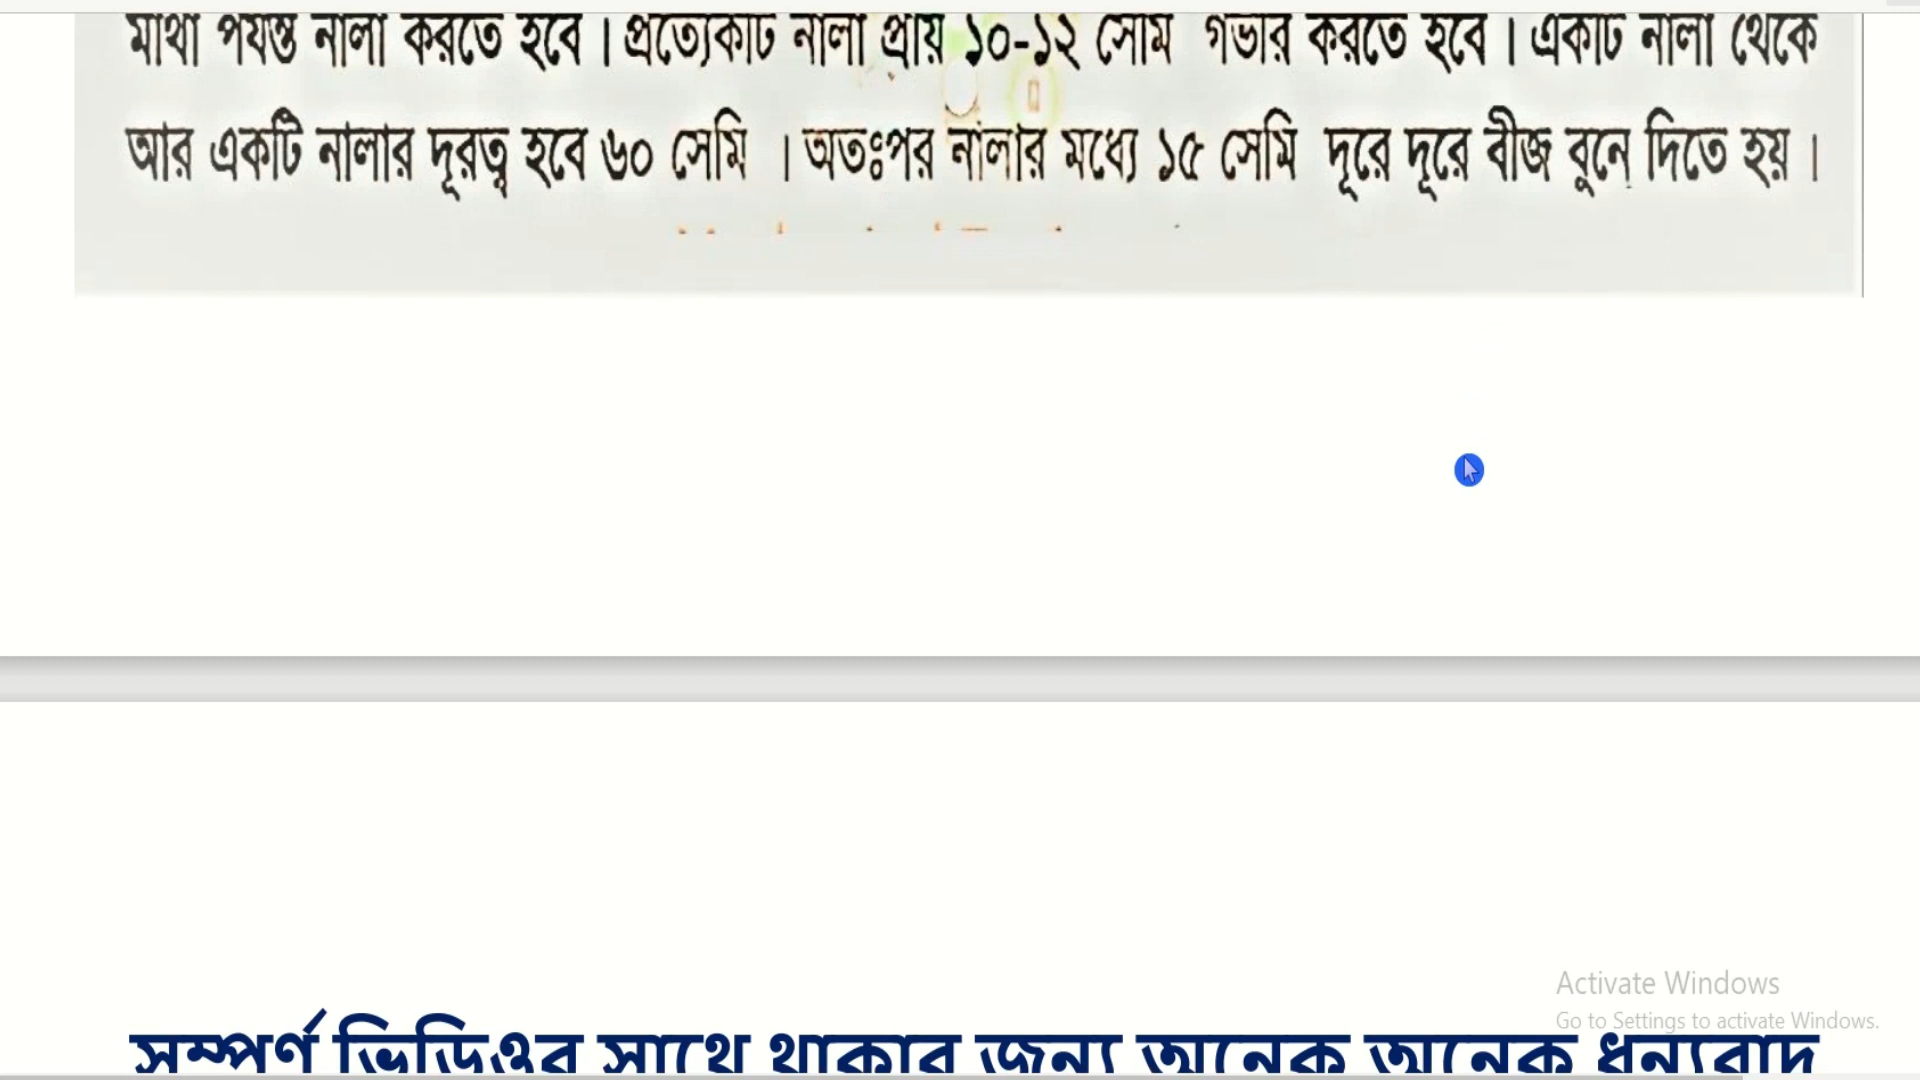 মাথা পর্যন্ত নালা করতে হবে। প্রত্যেকটি নালা প্রায় ১০-১২ সেমি গভীর করতে হবে। একটি নালা থেকে
আর একটি নালার দূরত্ব হবে ৬০ সেমি । অতঃপর নালার মধ্যে ১৫ সেমি দূরে দূরে বীজ বুনে দিতে হয়।
Activate Windows
Go to Settings to activate Windows.
সম্পূর্ণ ভিডিওর সাথে থাকার জন্য অনেক অনেক ধন্যবাদ